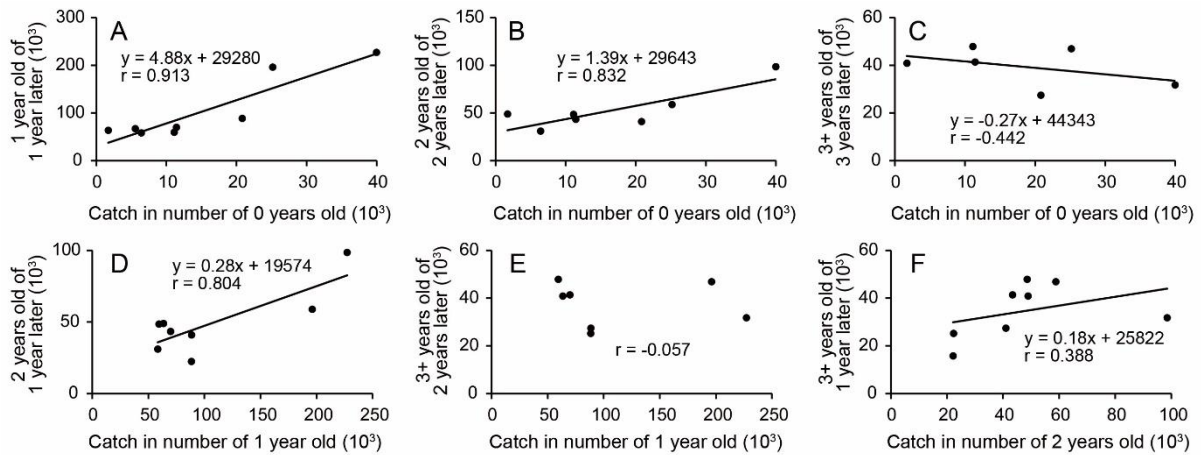 A
y = 4.88x + 29280
r = 0.913
300
200
100
0
0 10 20 30 40
1 year old of
1 year later (10³)
Catch in number of 0 years old (10³)
B
y = 1.39x + 29643
r = 0.832
150
100
50
0
0 10 20 30 40
2 years old of
2 years later (10³)
Catch in number of 0 years old (10³)
C
y = -0.27x + 44343
r = -0.442
60
40
20
0
0 10 20 30 40
3+ years old of
3 years later (10³)
Catch in number of 0 years old (10³)
D
y = 0.28x + 19574
r = 0.804
100
50
0
0 50 100 150 200 250
2 years old of
1 year later (10³)
Catch in number of 1 year old (10³)
E
r = -0.057
60
40
20
0
0 50 100 150 200 250
3+ years old of
2 years later (10³)
Catch in number of 1 year old (10³)
F
y = 0.18x + 25822
r = 0.388
60
40
20
0
0 20 40 60 80 100
3+ years old of
1 year later (10³)
Catch in number of 2 years old (10³)